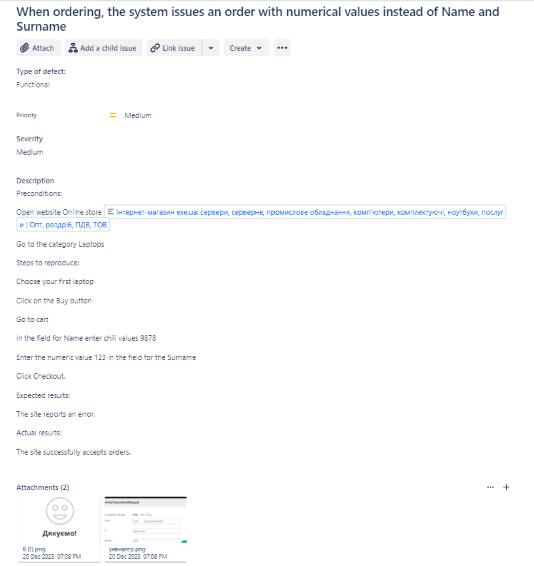 When ordering, the system issues an order with numerical values instead of Name and
Surname
Attach
Add a child issue
Link issue
Create
Type of defect:
Functional
Priority
Medium
Severity
Medium
Description
Preconditions:
Open website Online store Інтернет-магазин exe.ua: сервери, серверне, промислове обладнання, комп'ютери, комплектуючі, ноутбуки, послуг
и | Опт, роздріб, ПДВ, ТОВ
Go to the category Laptops
Steps to reproduce:
Choose your first laptop
Click on the Buy button
Go to cart
In the field for Name enter chili values 9878
Enter the numeric value 123 in the field for the Surname
Click Checkout.
Expected results:
The site reports an error.
Actual results:
The site successfully accepts orders.
Attachments (2)
Дякуємо!
8 (0).png
20 Dec 2023, 07:08 PM
20 Dec 2023, 07:08 PM